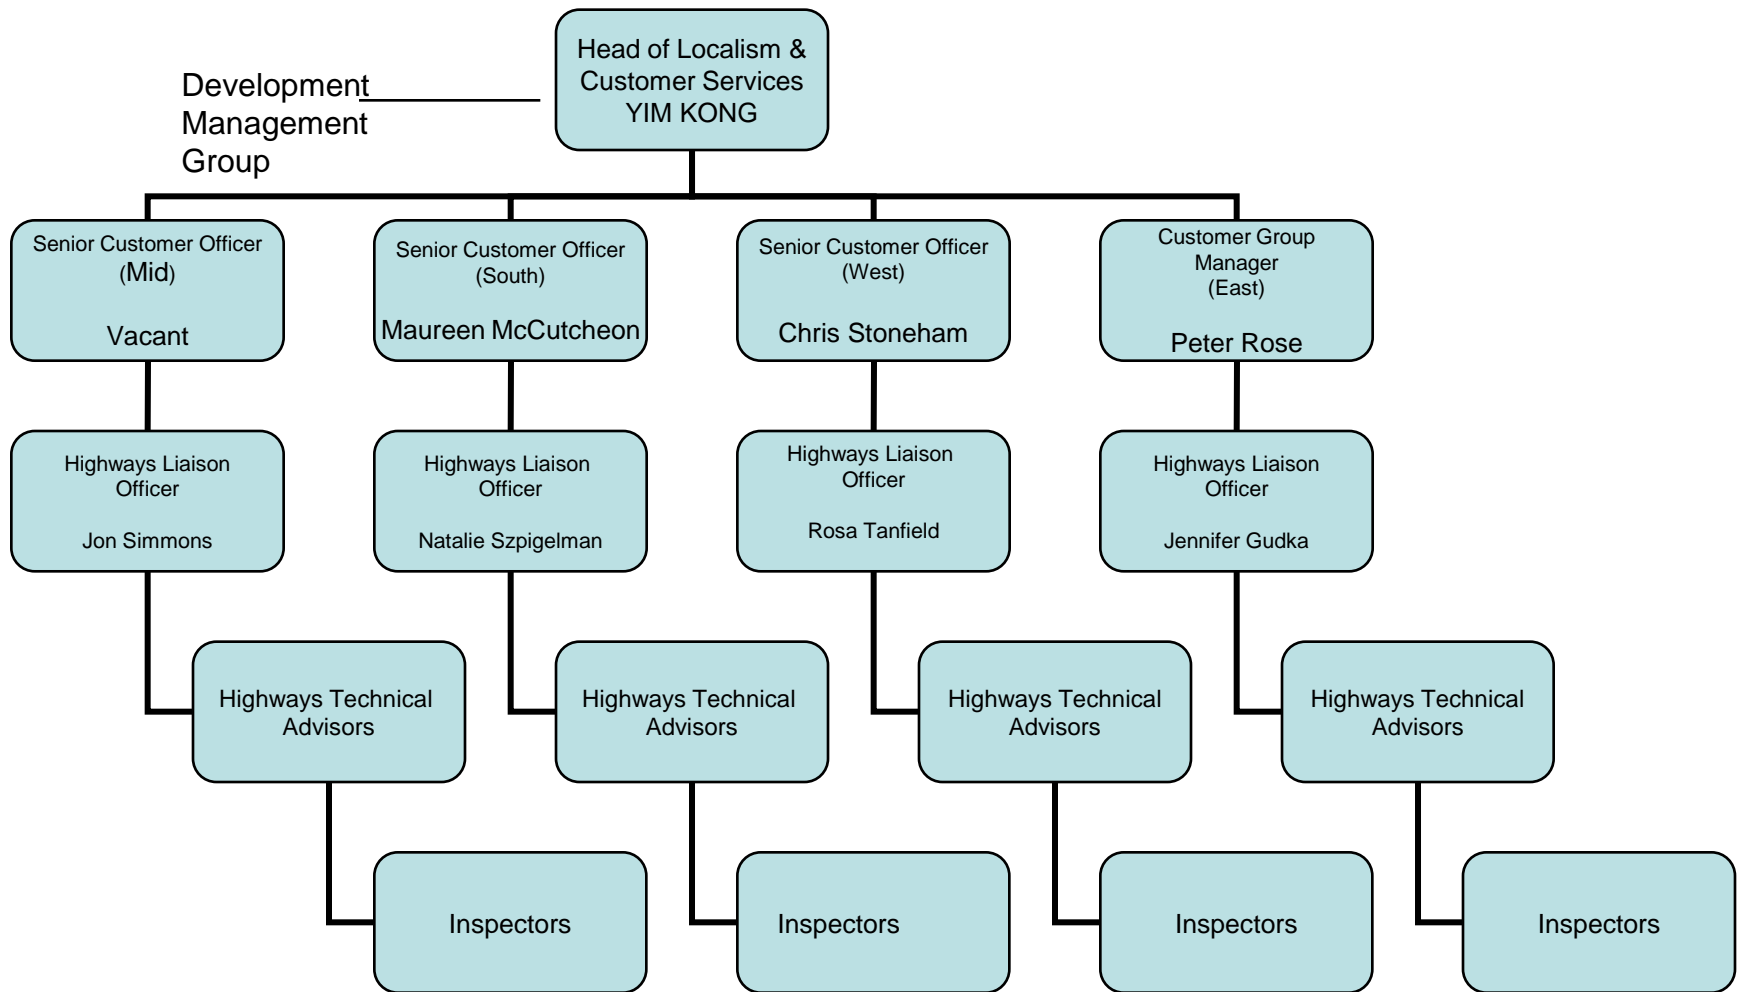 Head of Localism &
Customer Services
YIM KONG
Development
Management
Group
Senior Customer Officer
(Mid)
Vacant
Senior Customer Officer
(South)
Maureen McCutcheon
Senior Customer Officer
(West)
Chris Stoneham
Customer Group
Manager
(East)
Peter Rose
Highways Liaison
Officer
Jon Simmons
Highways Liaison
Officer
Natalie Szpigelman
Highways Liaison
Officer
Rosa Tanfield
Highways Liaison
Officer
Jennifer Gudka
Highways Technical
Advisors
Highways Technical
Advisors
Highways Technical
Advisors
Highways Technical
Advisors
Inspectors
Inspectors
Inspectors
Inspectors